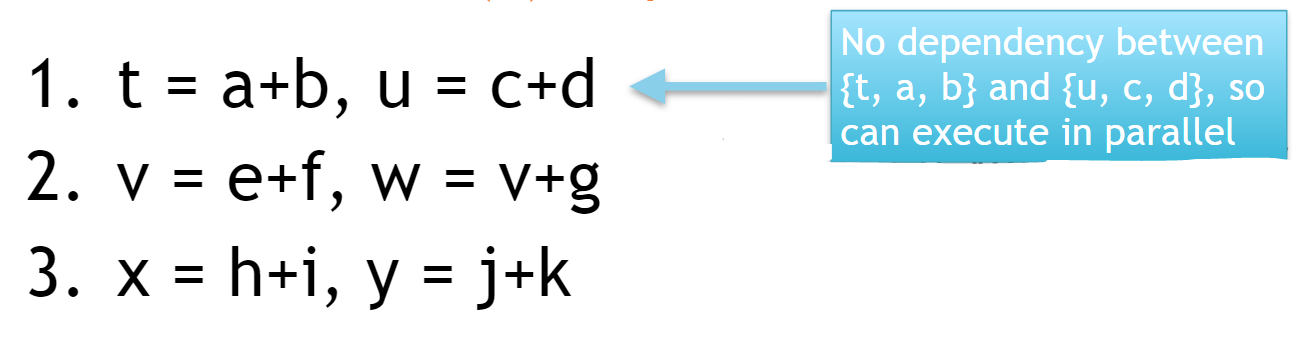 1. t = a+b, u = c+d
2. v = e+f, w = v+g
3. x = h+i, y = j+k
No dependency between
{t, a, b} and {u, c, d}, so
can execute in parallel